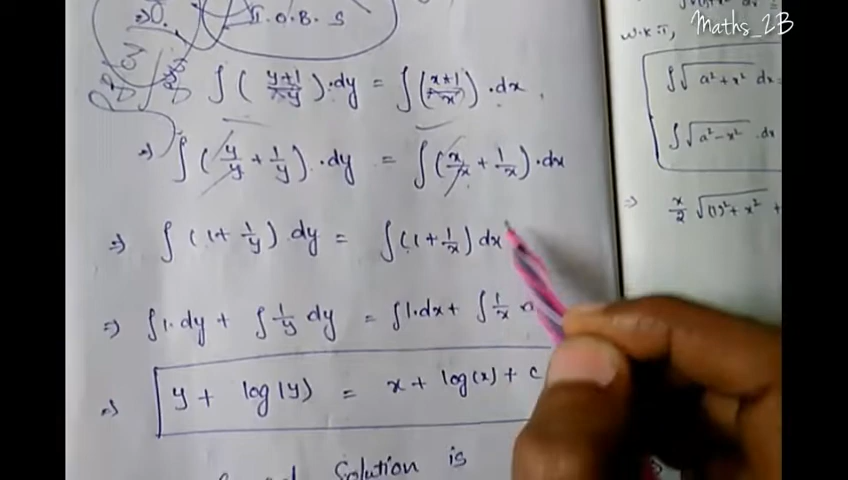 Maths_2B
=>0.
I.O.B.S
∫(y+1/y).dy = ∫(x+1/x).dx
=> ∫(y/y + 1/y).dy = ∫(x/x + 1/x).dx
=> ∫(1+1/y) dy = ∫(1+1/x) dx
=> ∫1.dy + ∫1/y dy = ∫1.dx + ∫1/x
=> y + log(y) = x + log(x) + c
Solution is
w.k.T,
∫√a²+x² dx
∫√a²-x² .dx
=> x/2 √(1)²+x² +